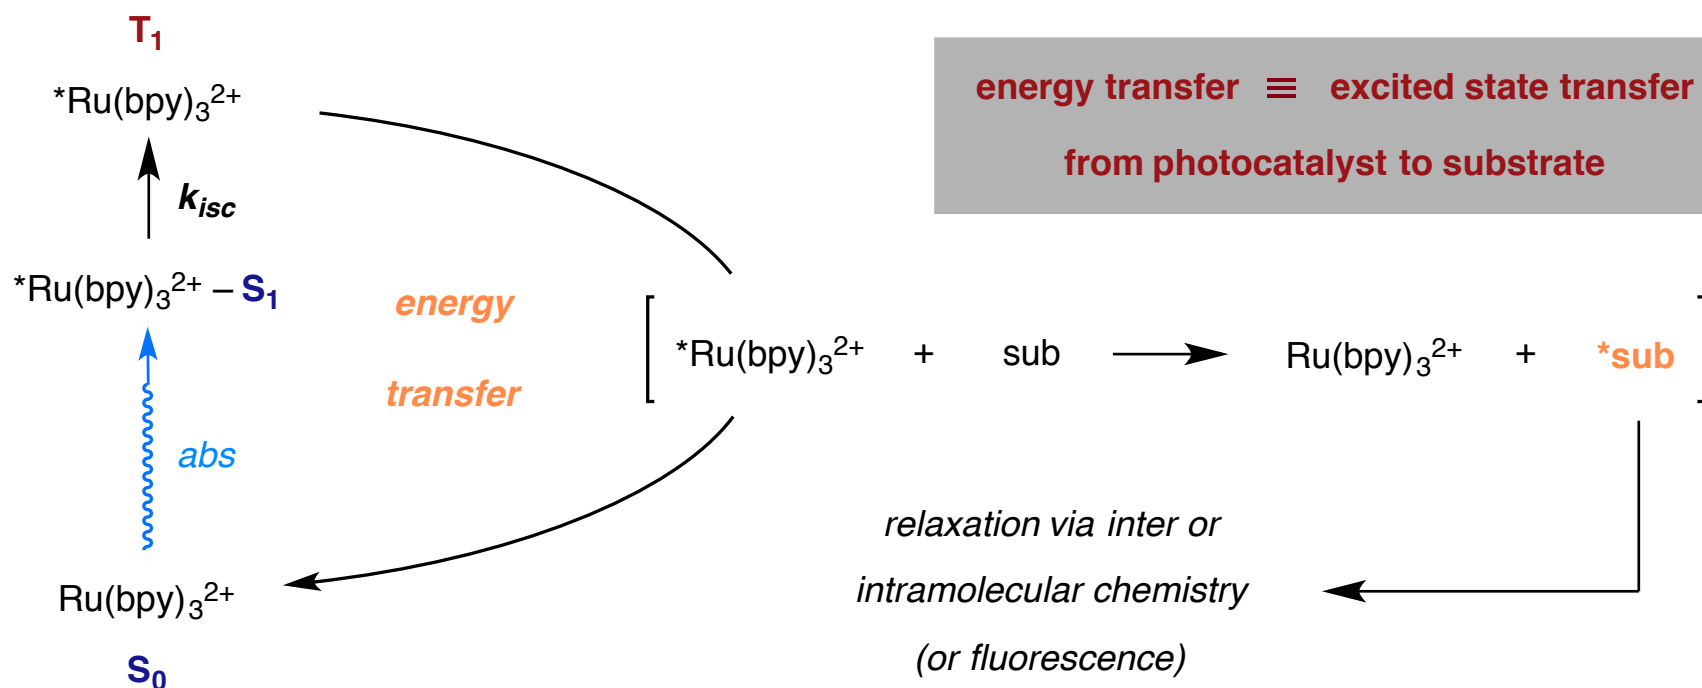 T₁
*Ru(bpy)₃²⁺
k_isc
*Ru(bpy)₃²⁺ – S₁
abs
Ru(bpy)₃²⁺
S₀
energy
transfer
energy transfer ≡ excited state transfer
from photocatalyst to substrate
[ *Ru(bpy)₃²⁺ + sub → Ru(bpy)₃²⁺ + *sub ]
relaxation via inter or
intramolecular chemistry
(or fluorescence)